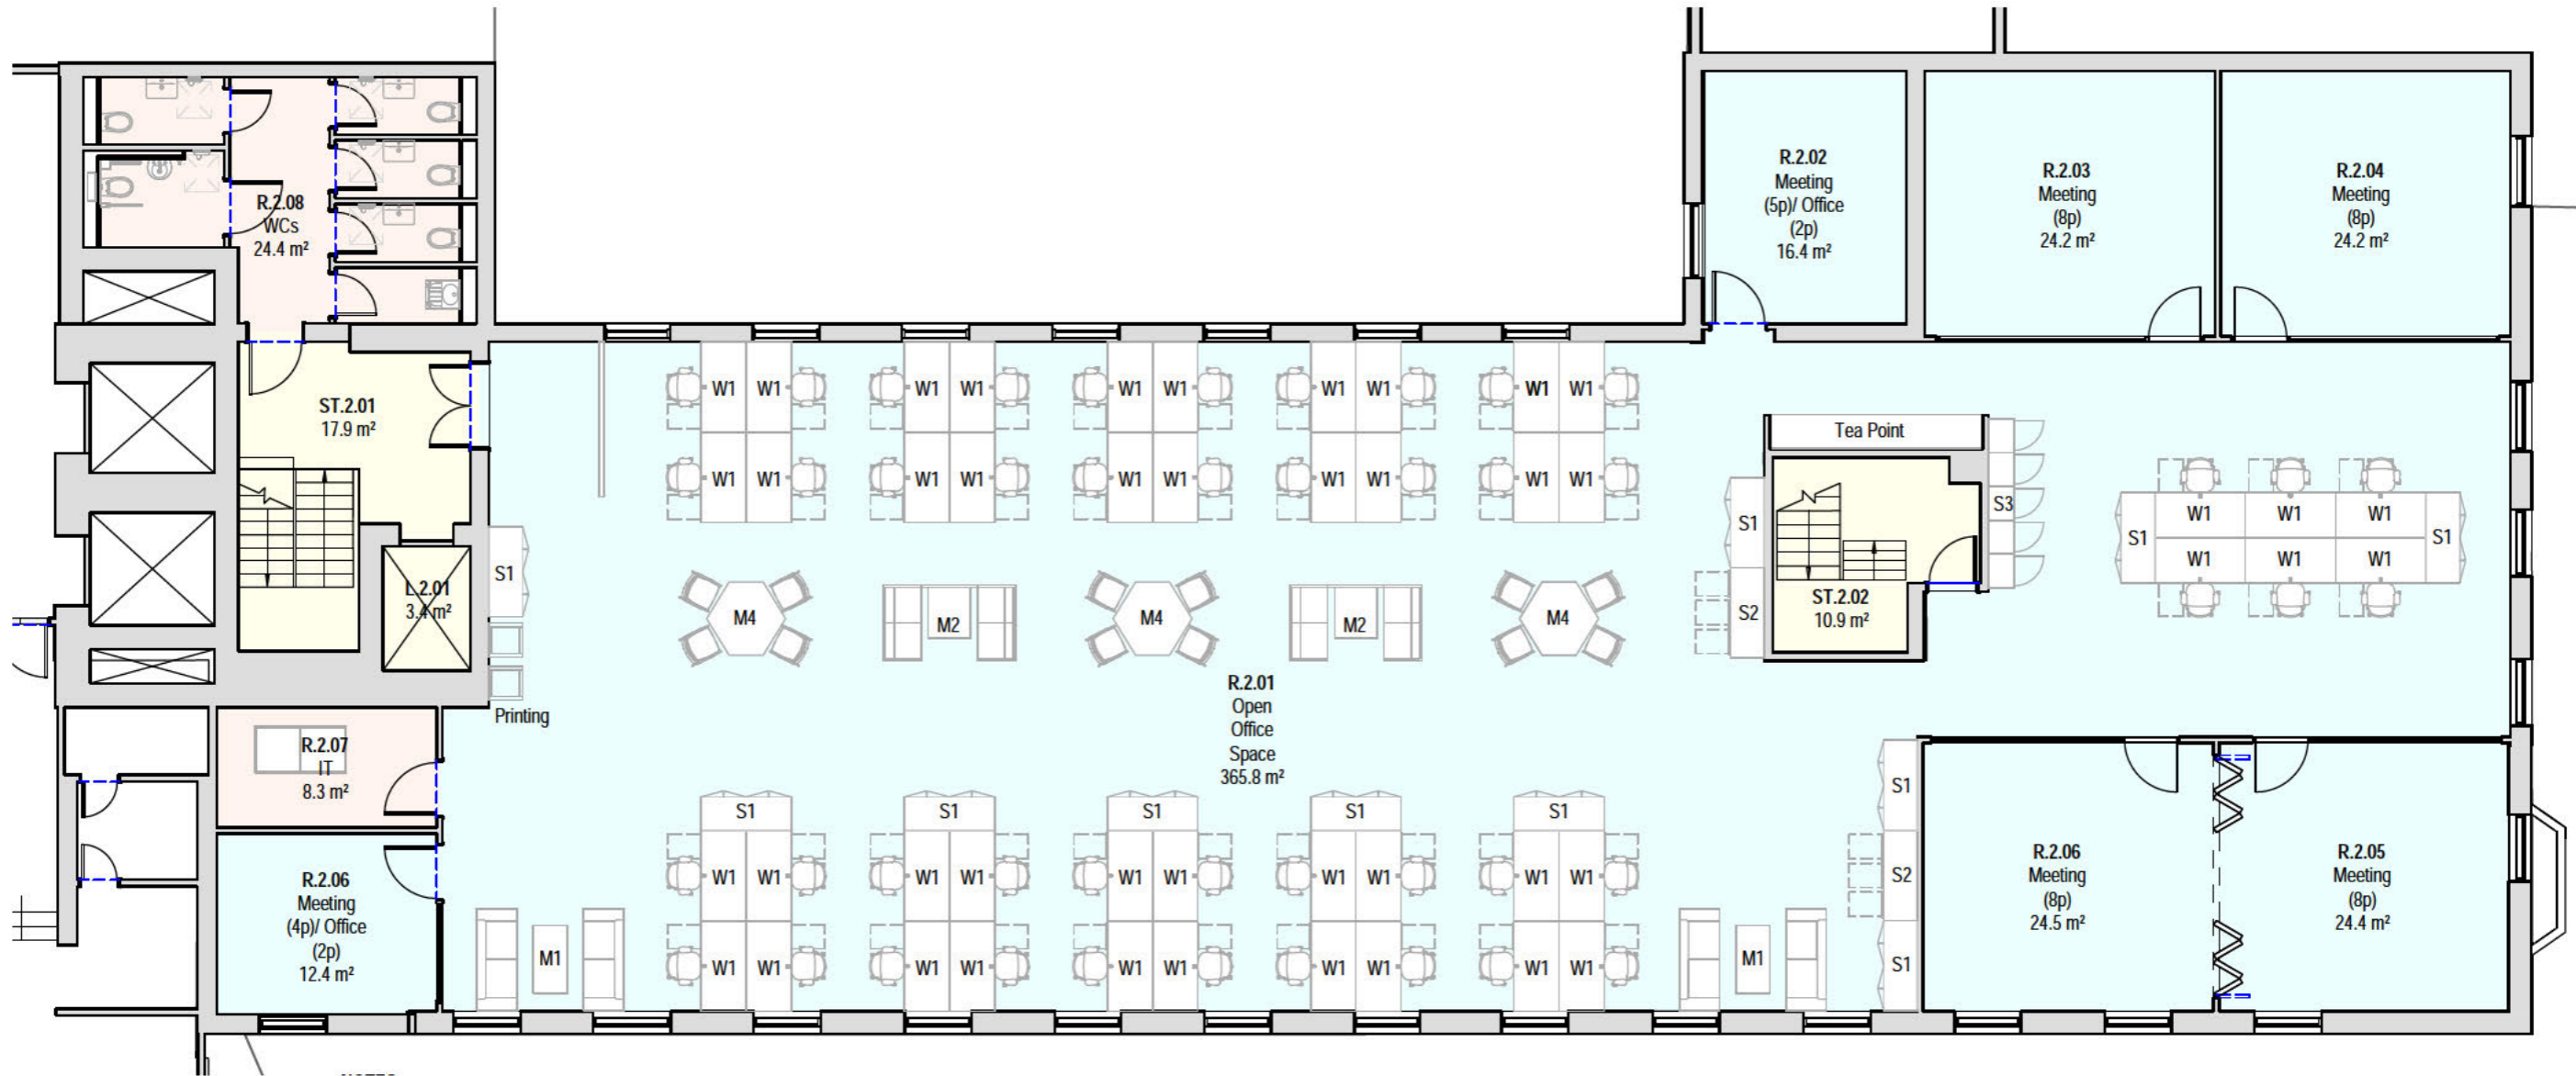 R.2.08
WCs
24.4 m²
R.2.02
Meeting
(5p)/ Office
(2p)
16.4 m²
R.2.03
Meeting
(8p)
24.2 m²
R.2.04
Meeting
(8p)
24.2 m²
ST.2.01
17.9 m²
W1 W1 W1 W1 W1 W1 W1 W1 W1 W1
W1 W1 W1 W1 W1 W1 W1 W1 W1 W1
Tea Point
S1
S3
S1
W1 W1 W1
W1 W1 W1
S1
S1
L.2.01
3.4 m²
M4 M2 M4 M2 M4
S2
ST.2.02
10.9 m²
Printing
R.2.01
Open
Office
Space
365.8 m²
R.2.07
IT
8.3 m²
S1 S1 S1 S1 S1
W1 W1 W1 W1 W1 W1 W1 W1 W1 W1
W1 W1 W1 W1 W1 W1 W1 W1 W1 W1
R.2.06
Meeting
(4p)/ Office
(2p)
12.4 m²
M1
M1
S1
S2
S1
R.2.06
Meeting
(8p)
24.5 m²
R.2.05
Meeting
(8p)
24.4 m²